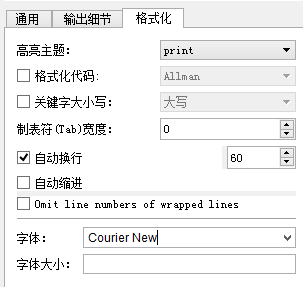 通用 输出细节 格式化
高亮主题: print
格式化代码: Allman
关键字大小写: 大写
制表符(Tab)宽度: 0
自动换行 60
自动缩进
Omit line numbers of wrapped lines
字体: Courier New
字体大小: